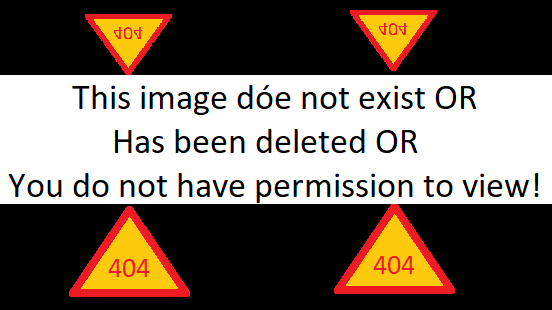 404 404
This image dóe not exist OR
Has been deleted OR
You do not have permission to view!
404 404